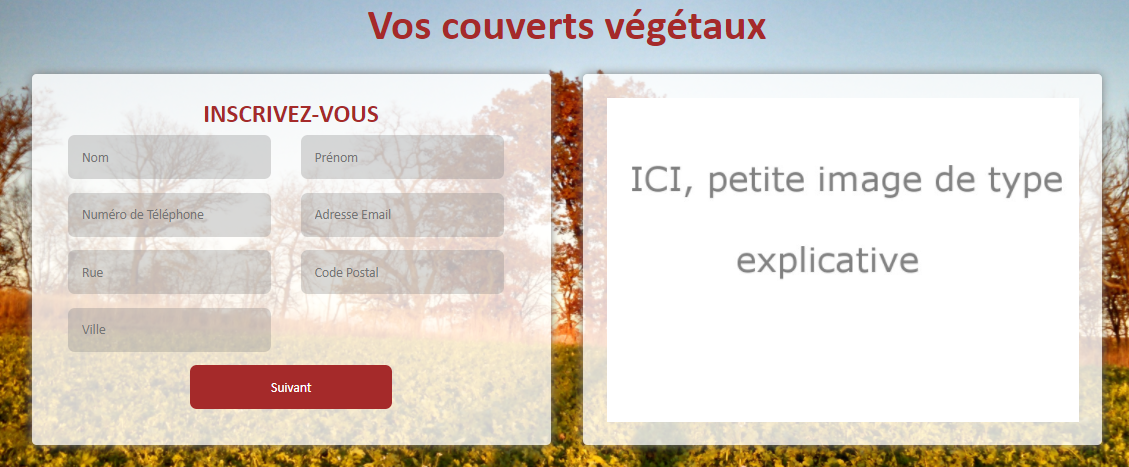 Vos couverts végétaux
INSCRIVEZ-VOUS
Nom
Prénom
Numéro de Téléphone
Adresse Email
Rue
Code Postal
Ville
Suivant
ICI, petite image de type
explicative